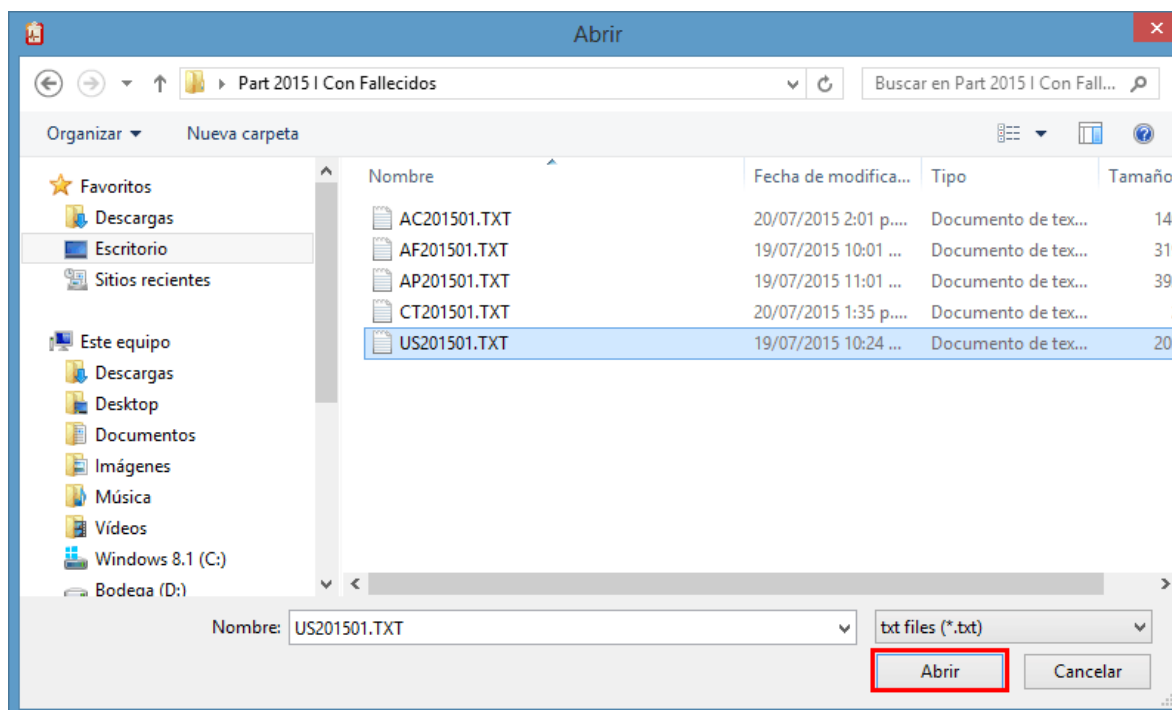 Abrir
Part 2015 I Con Fallecidos
Buscar en Part 2015 I Con Fall...
Organizar
Nueva carpeta
Favoritos
Descargas
Escritorio
Sitios recientes
Este equipo
Descargas
Desktop
Documentos
Imágenes
Música
Vídeos
Windows 8.1 (C:)
Bodega (D:)
Nombre Fecha de modifica... Tipo Tamaño
AC201501.TXT 20/07/2015 2:01 p.... Documento de tex... 14
AF201501.TXT 19/07/2015 10:01 ... Documento de tex... 31
AP201501.TXT 19/07/2015 11:01 ... Documento de tex... 39
CT201501.TXT 20/07/2015 1:35 p.... Documento de tex...
US201501.TXT 19/07/2015 10:24 ... Documento de tex... 20
Nombre: US201501.TXT
txt files (*.txt)
Abrir
Cancelar